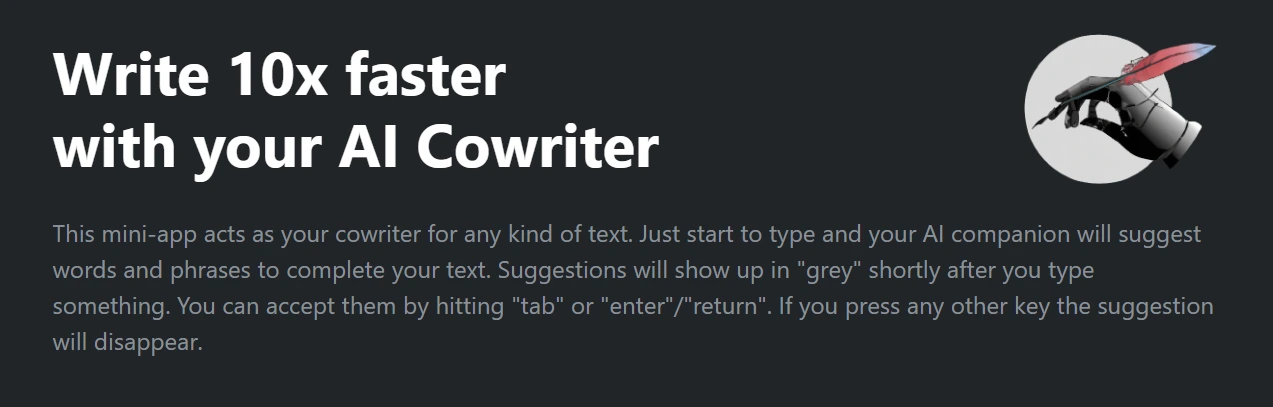 Write 10x faster
with your AI Cowriter
This mini-app acts as your cowriter for any kind of text. Just start to type and your AI companion will suggest
words and phrases to complete your text. Suggestions will show up in "grey" shortly after you type
something. You can accept them by hitting "tab" or "enter"/"return". If you press any other key the suggestion
will disappear.